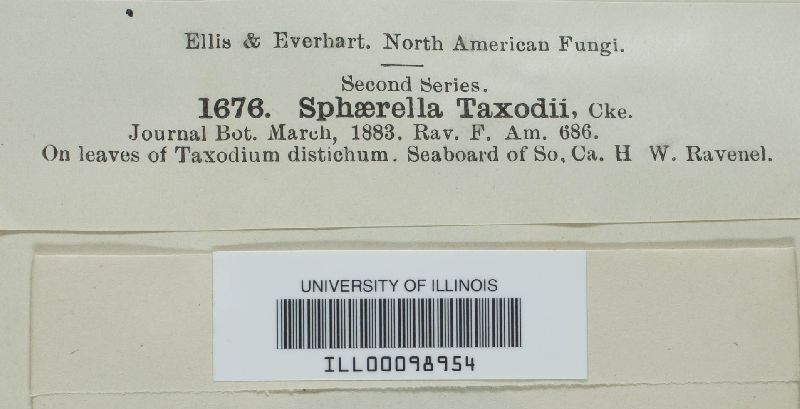 Ellis & Everhart. North American Fungi.
Second Series.
1676. Sphærella Taxodii, Cke.
Journal Bot. March, 1883. Rav. F. Am. 686.
On leaves of Taxodium distichum. Seaboard of So, Ca. H W. Ravenel.
UNIVERSITY OF ILLINOIS
ILL00098954